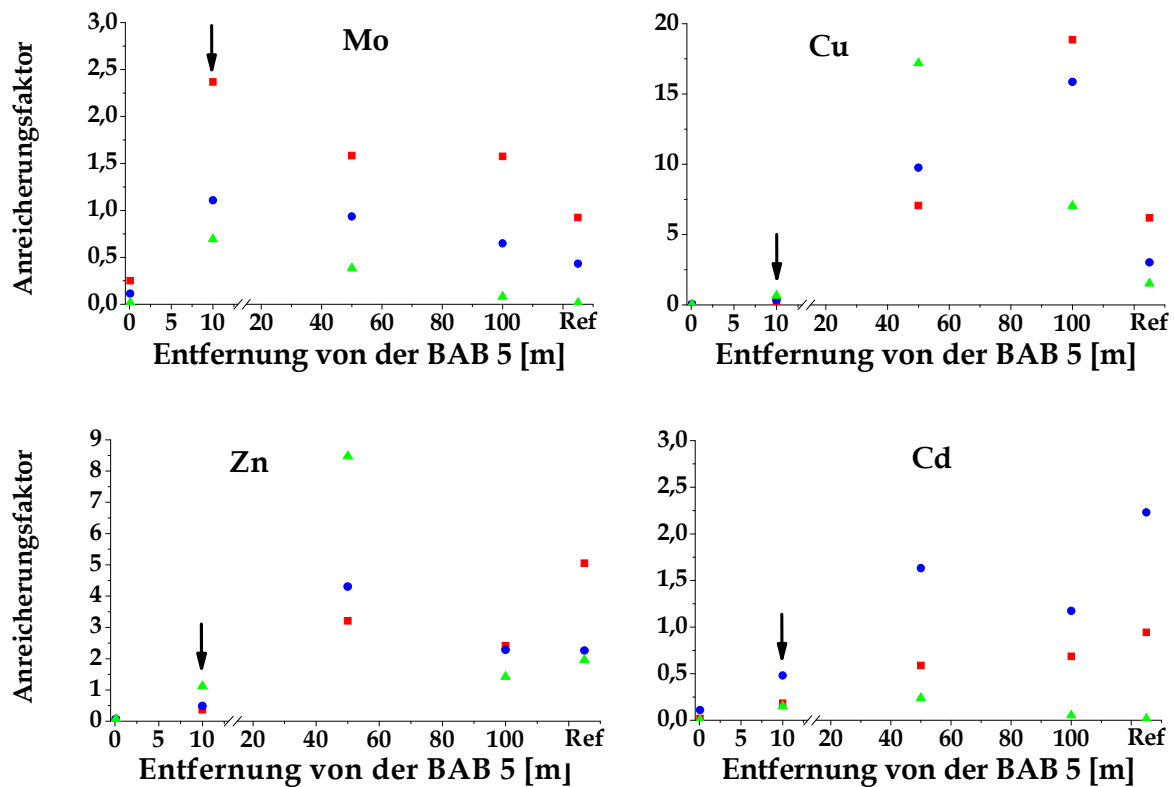 Mo
Anreicherungsfaktor
3,0
2,5
2,0
1,5
1,0
0,5
0,0
0 5 10 20 40 60 80 100 Ref
Entfernung von der BAB 5 [m]
Cu
20
15
10
5
0
0 5 10 20 40 60 80 100 Ref
Entfernung von der BAB 5 [m]
Zn
Anreicherungsfaktor
9
8
7
6
5
4
3
2
1
0
0 5 10 20 40 60 80 100 Ref
Entfernung von der BAB 5 [m]
Cd
3,0
2,5
2,0
1,5
1,0
0,5
0,0
0 5 10 20 40 60 80 100 Ref
Entfernung von der BAB 5 [m]